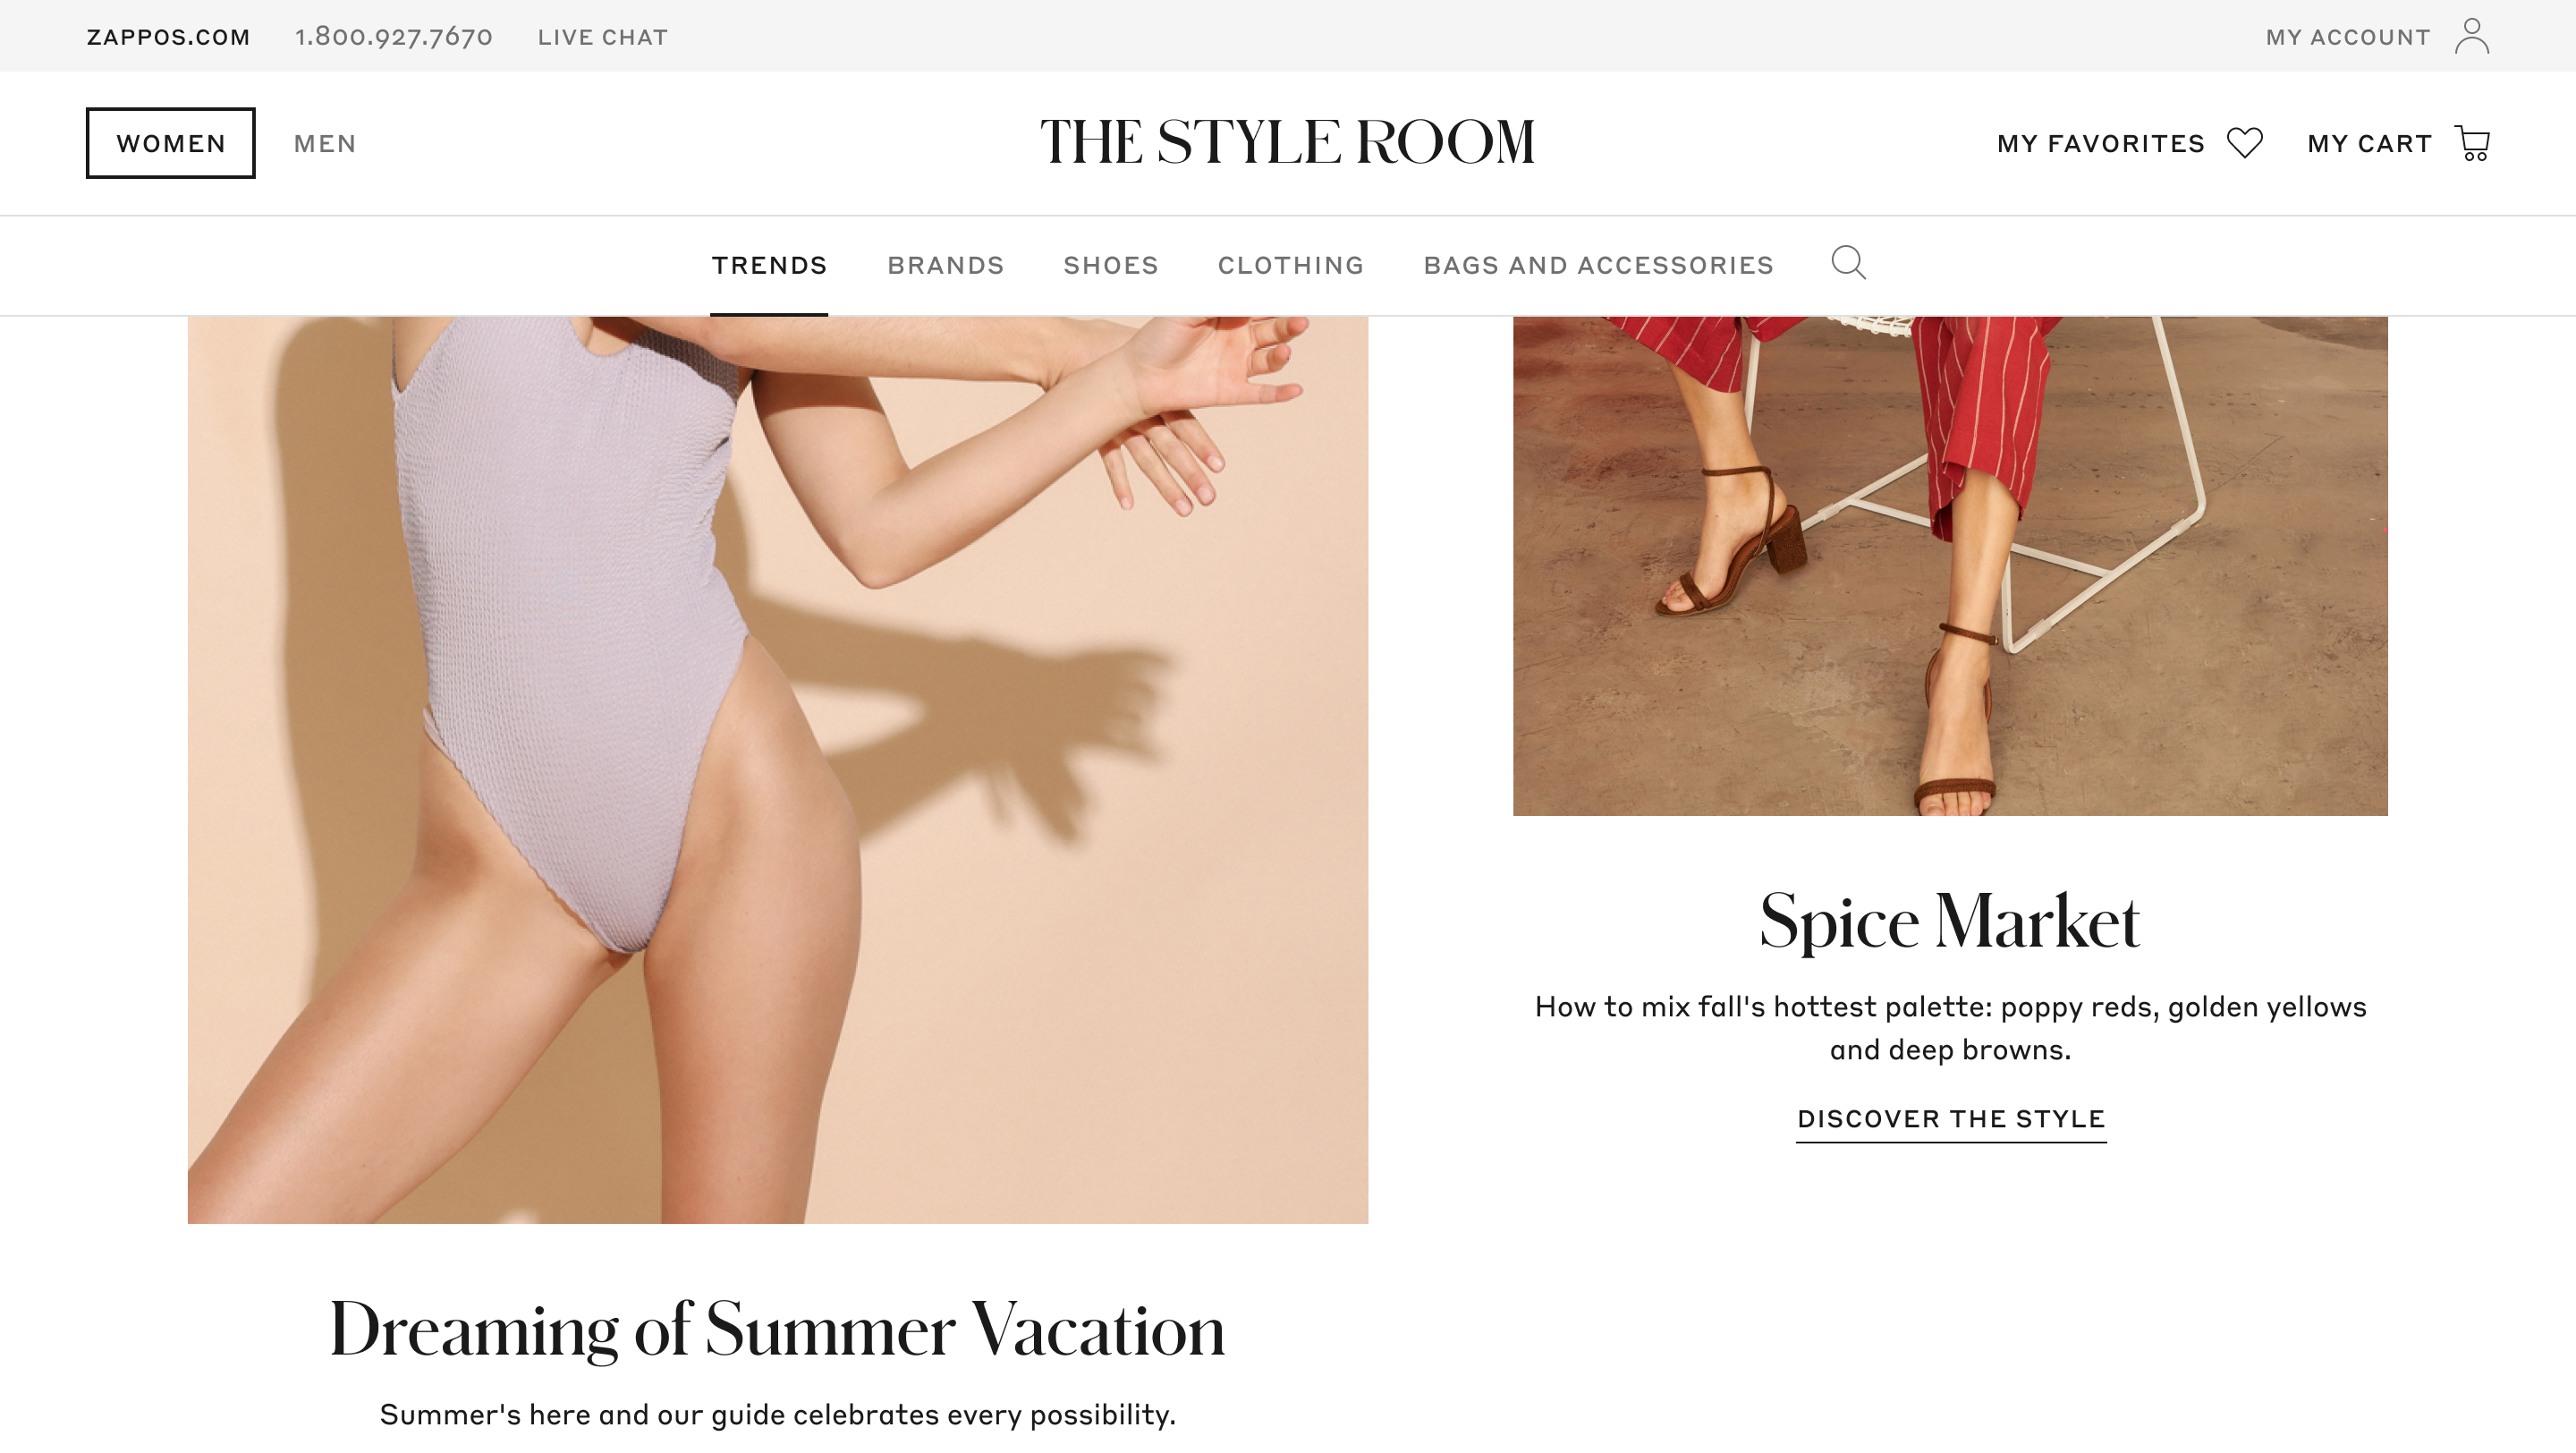 ZAPPOS.COM 1.800.927.7670 LIVE CHAT MY ACCOUNT
WOMEN MEN THE STYLE ROOM MY FAVORITES MY CART
TRENDS BRANDS SHOES CLOTHING BAGS AND ACCESSORIES
Spice Market
How to mix fall's hottest palette: poppy reds, golden yellows
and deep browns.
DISCOVER THE STYLE
Dreaming of Summer Vacation
Summer's here and our guide celebrates every possibility.